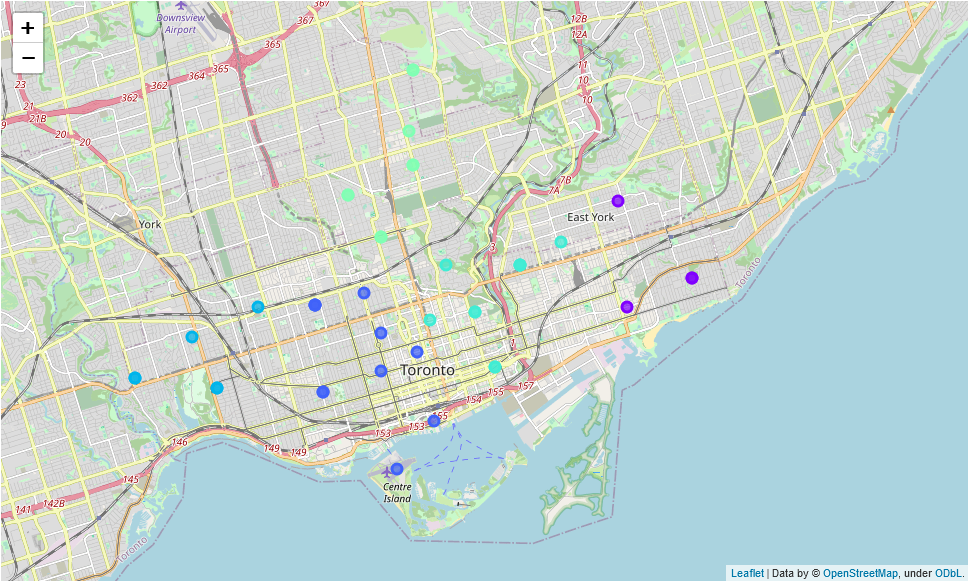 +
−
Downsview
Airport
367
367
365
12B
12A
11
10
10
23
21
21B
9
20
20
362
362
364
365
York
7B
7A
East York
3
Toronto
1
Toronto
157
155
154
155
153
153
149
149
146
145
142B
141
Centre
Island
Toronto
Leaflet | Data by © OpenStreetMap, under ODbL.